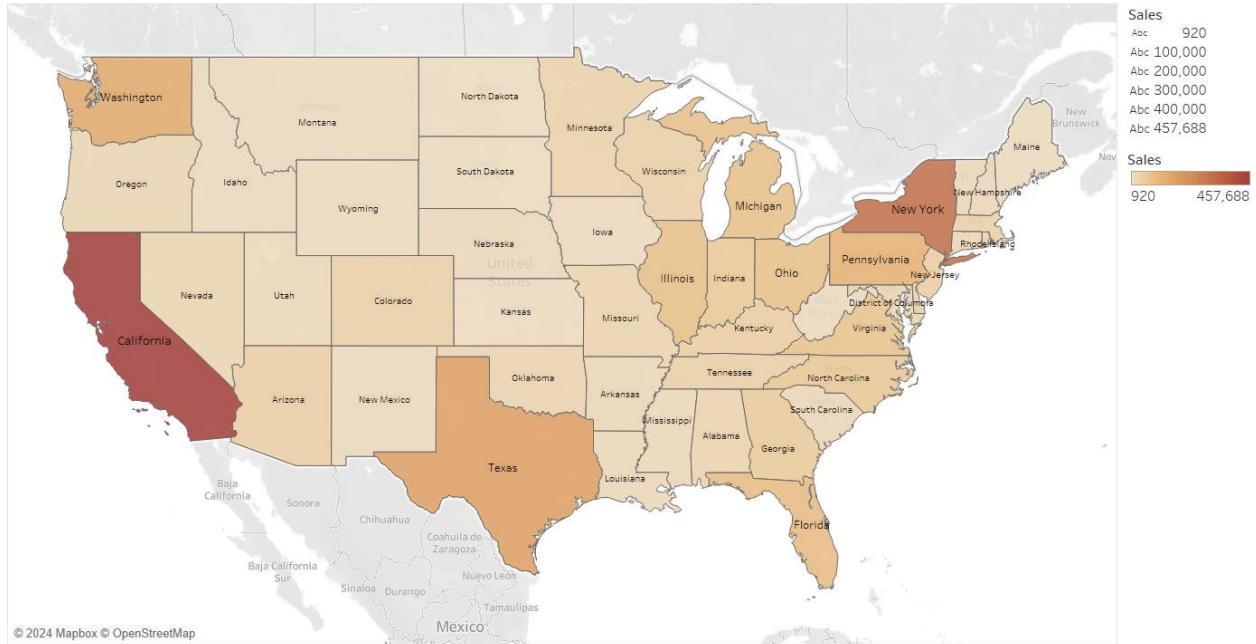 Washington
Montana
Montana
North Dakota
Minnesota
Oregon
Idaho
Wyoming
South Dakota
Wisconsin
Michigan
New York
New Hampshire
Maine
New
Brunswick
Nov
Nebraska
Iowa
United
States
Illinois
Indiana
Ohio
Pennsylvania
Rhode Island
New Jersey
District of Columbia
California
Nevada
Utah
Colorado
Kansas
Missouri
Kentucky
Virginia
Arizona
New Mexico
Oklahoma
Arkansas
Tennessee
North Carolina
South Carolina
Texas
Louisiana
Mississippi
Alabama
Georgia
Florida
Baja
California
Sonora
Chihuahua
Coahuila de
Zaragoza
Baja California
Sur
Sinaloa
Durango
Nuevo León
Tamaulipas
Mexico
© 2024 Mapbox © OpenStreetMap
Sales
Abc 920
Abc 100,000
Abc 200,000
Abc 300,000
Abc 400,000
Abc 457,688
Sales
920 457,688